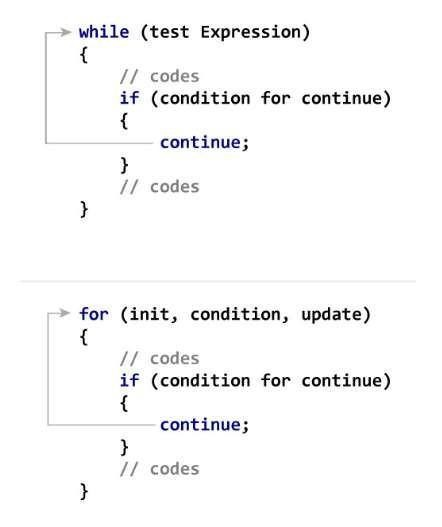 while (test Expression)
{
// codes
if (condition for continue)
{
continue;
}
// codes
}
for (init, condition, update)
{
// codes
if (condition for continue)
{
continue;
}
// codes
}